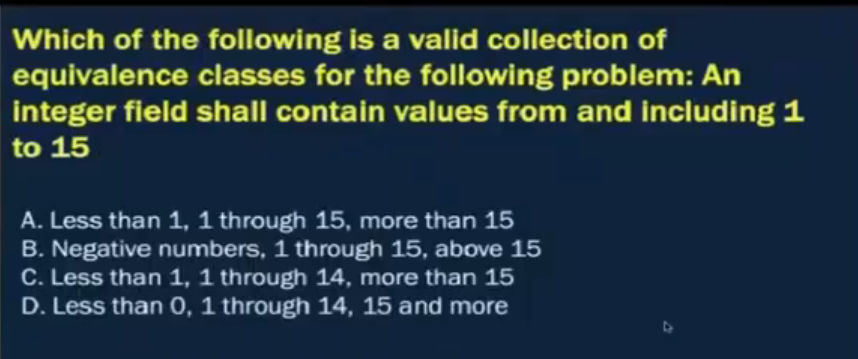 Which of the following is a valid collection of
equivalence classes for the following problem: An
integer field shall contain values from and including 1
to 15
A. Less than 1, 1 through 15, more than 15
B. Negative numbers, 1 through 15, above 15
C. Less than 1, 1 through 14, more than 15
D. Less than 0, 1 through 14, 15 and more